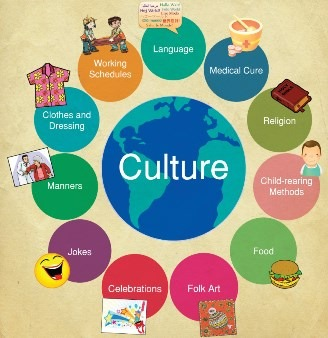 Culture
Language
Medical Cure
Religion
Child-rearing
Methods
Food
Folk Art
Celebrations
Jokes
Manners
Clothes and
Dressing
Working
Schedules